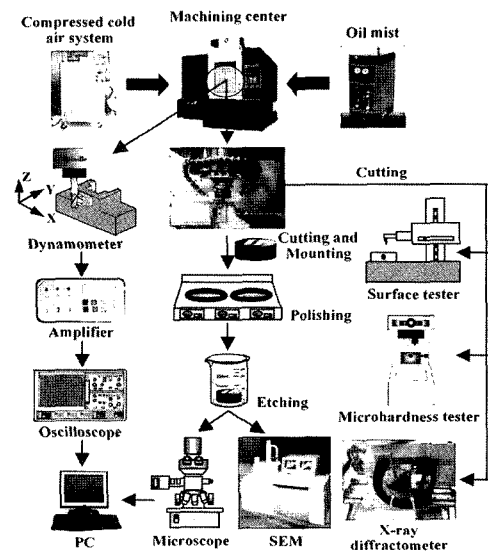 Compressed cold
air system
Machining center
Oil mist
Z
Y
X
Dynamometer
Cutting
Cutting and
Mounting
Surface tester
Amplifier
Polishing
Oscilloscope
Etching
Microhardness tester
PC
Microscope
SEM
X-ray
diffractometer